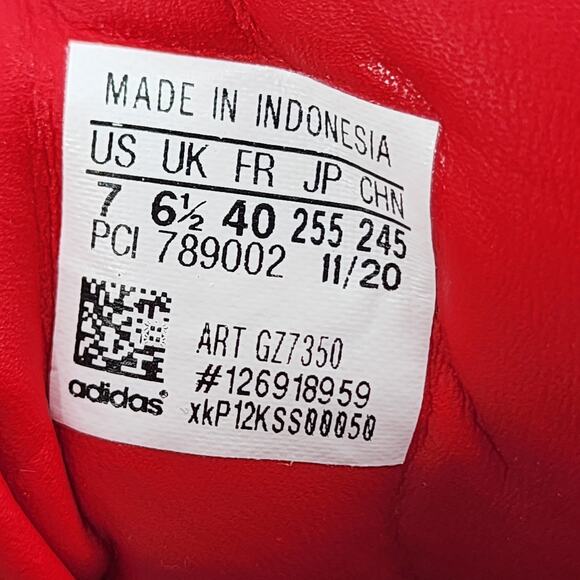 MADE IN INDONESIA
US UK FR JP CHN
7 6½ 40 255 245
PCI 789002 11/20
ART GZ7350
#126918959
adidas®
xkP12KSS00050